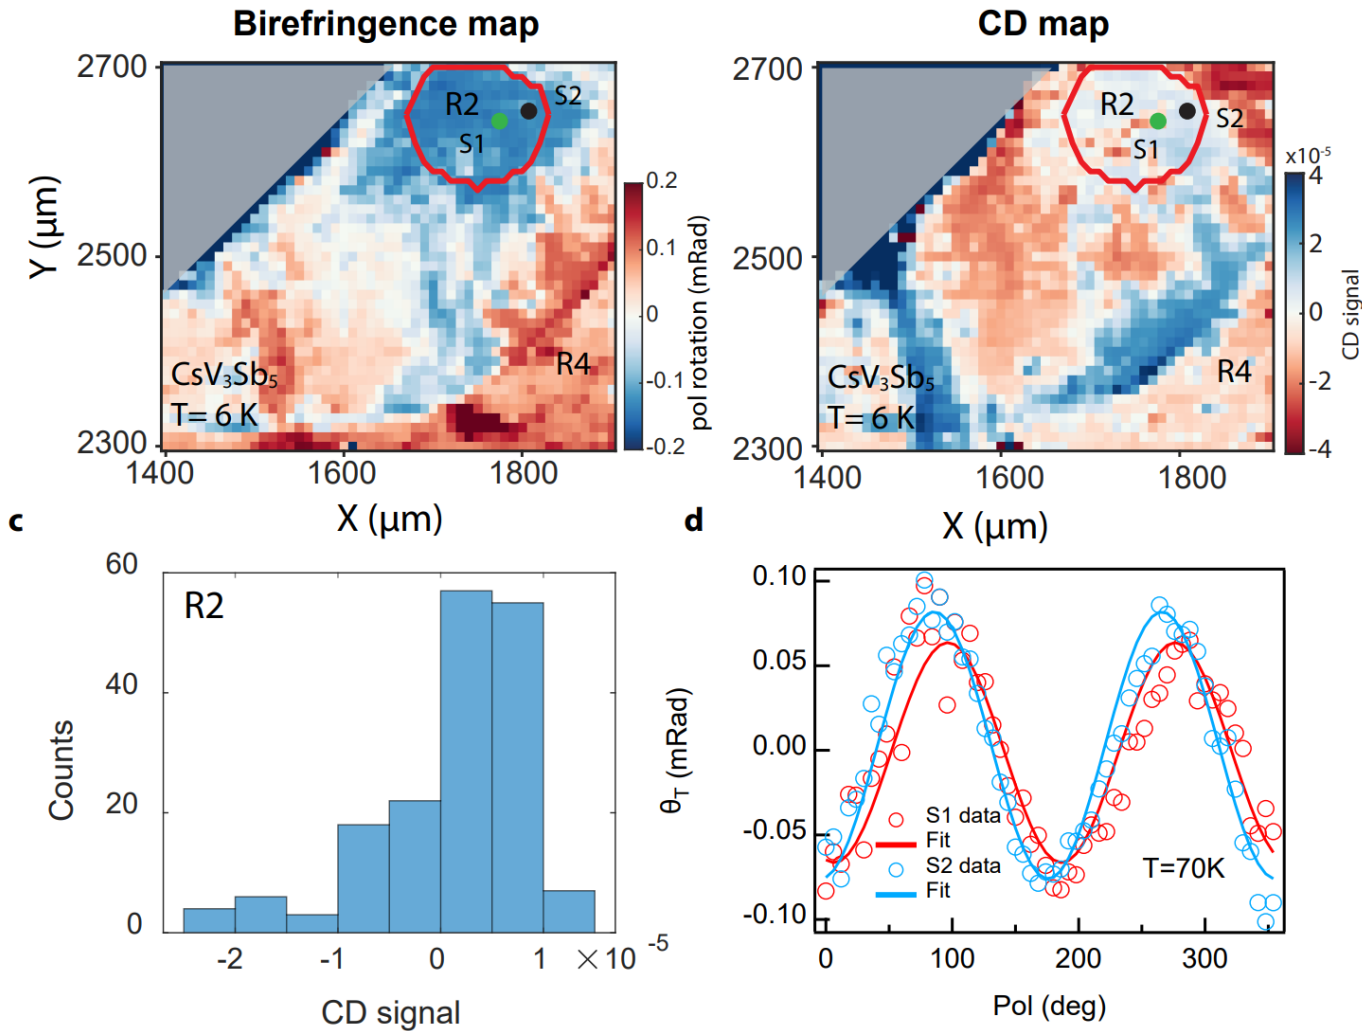 Birefringence map
CD map
2700
2500
2300
Y (μm)
R2
S2
S1
R4
CsV3Sb5
T= 6 K
1400
1600
1800
X (μm)
0.2
0.1
0
-0.1
-0.2
pol rotation (mRad)
2700
2500
2300
R2
S2
S1
R4
CsV3Sb5
T= 6 K
1400
1600
1800
X (μm)
x10-5
4
2
0
-2
-4
CD signal
c
60
40
20
0
Counts
R2
-2
-1
0
1
×10-5
CD signal
d
0.10
0.05
0.00
-0.05
-0.10
θT (mRad)
S1 data
Fit
S2 data
Fit
T=70K
0
100
200
300
Pol (deg)